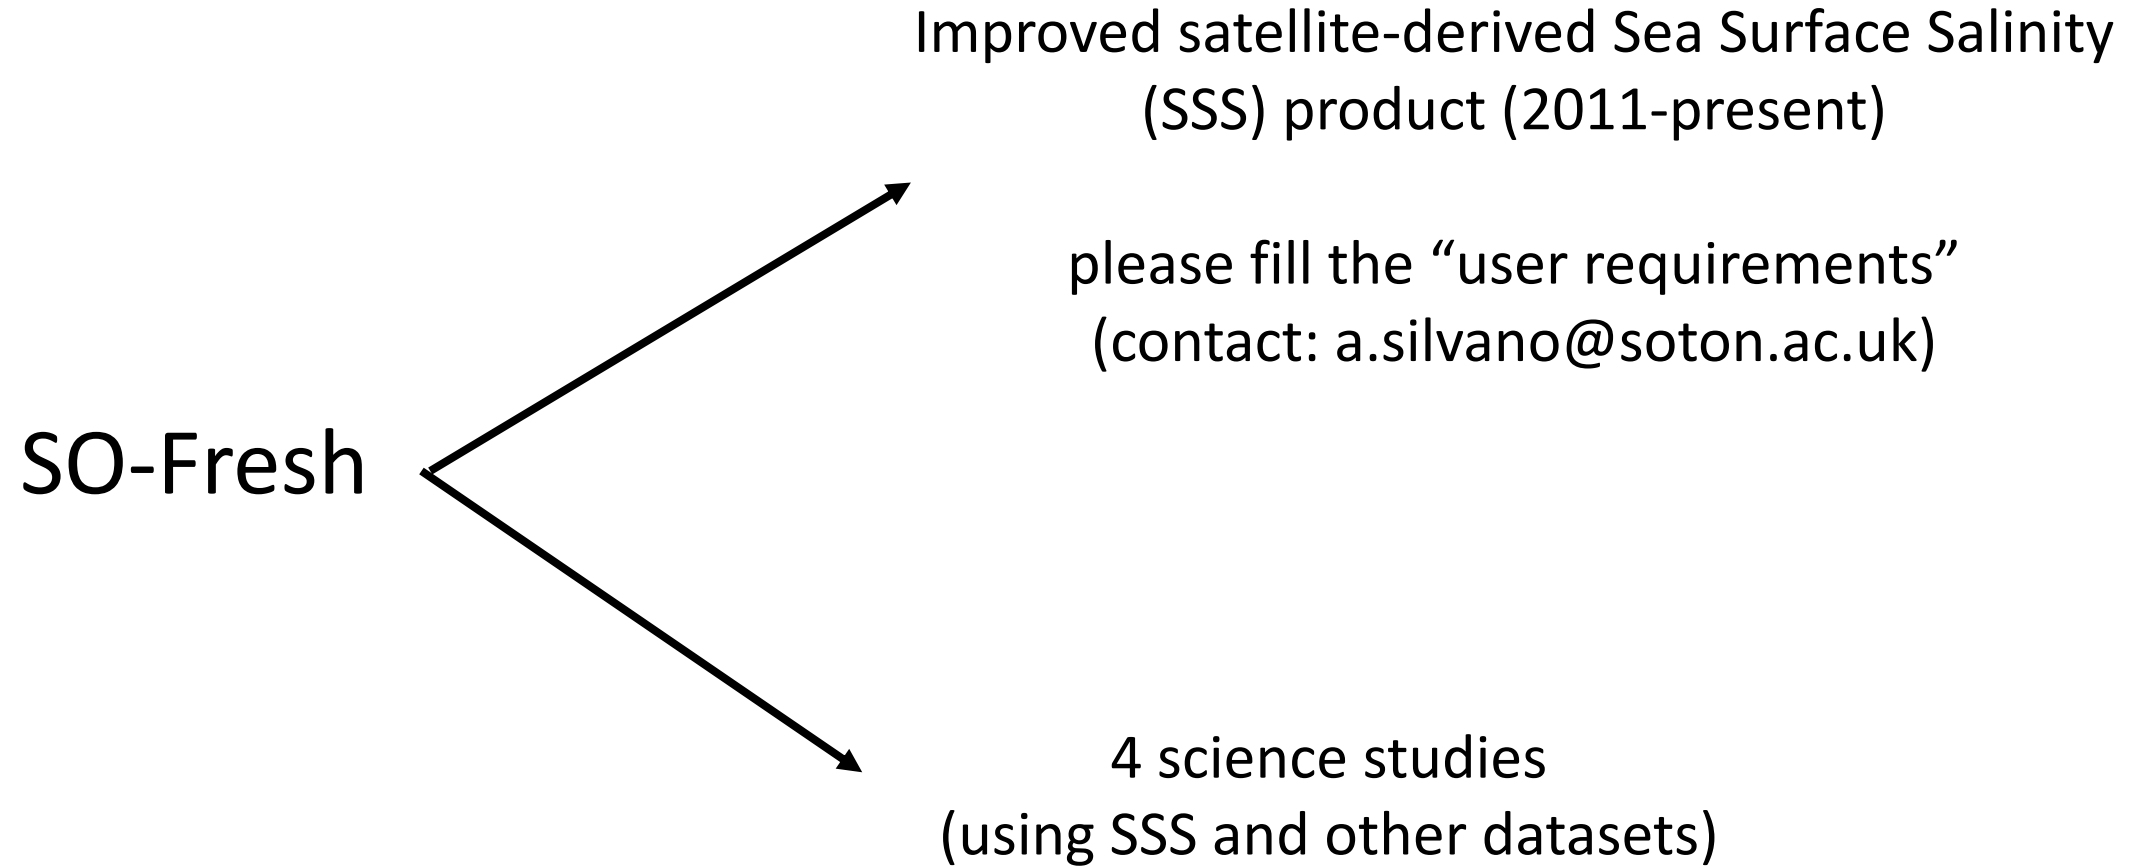 Improved satellite-derived Sea Surface Salinity
(SSS) product (2011-present)
please fill the “user requirements”
(contact: a.silvano@soton.ac.uk)
SO-Fresh
4 science studies
(using SSS and other datasets)